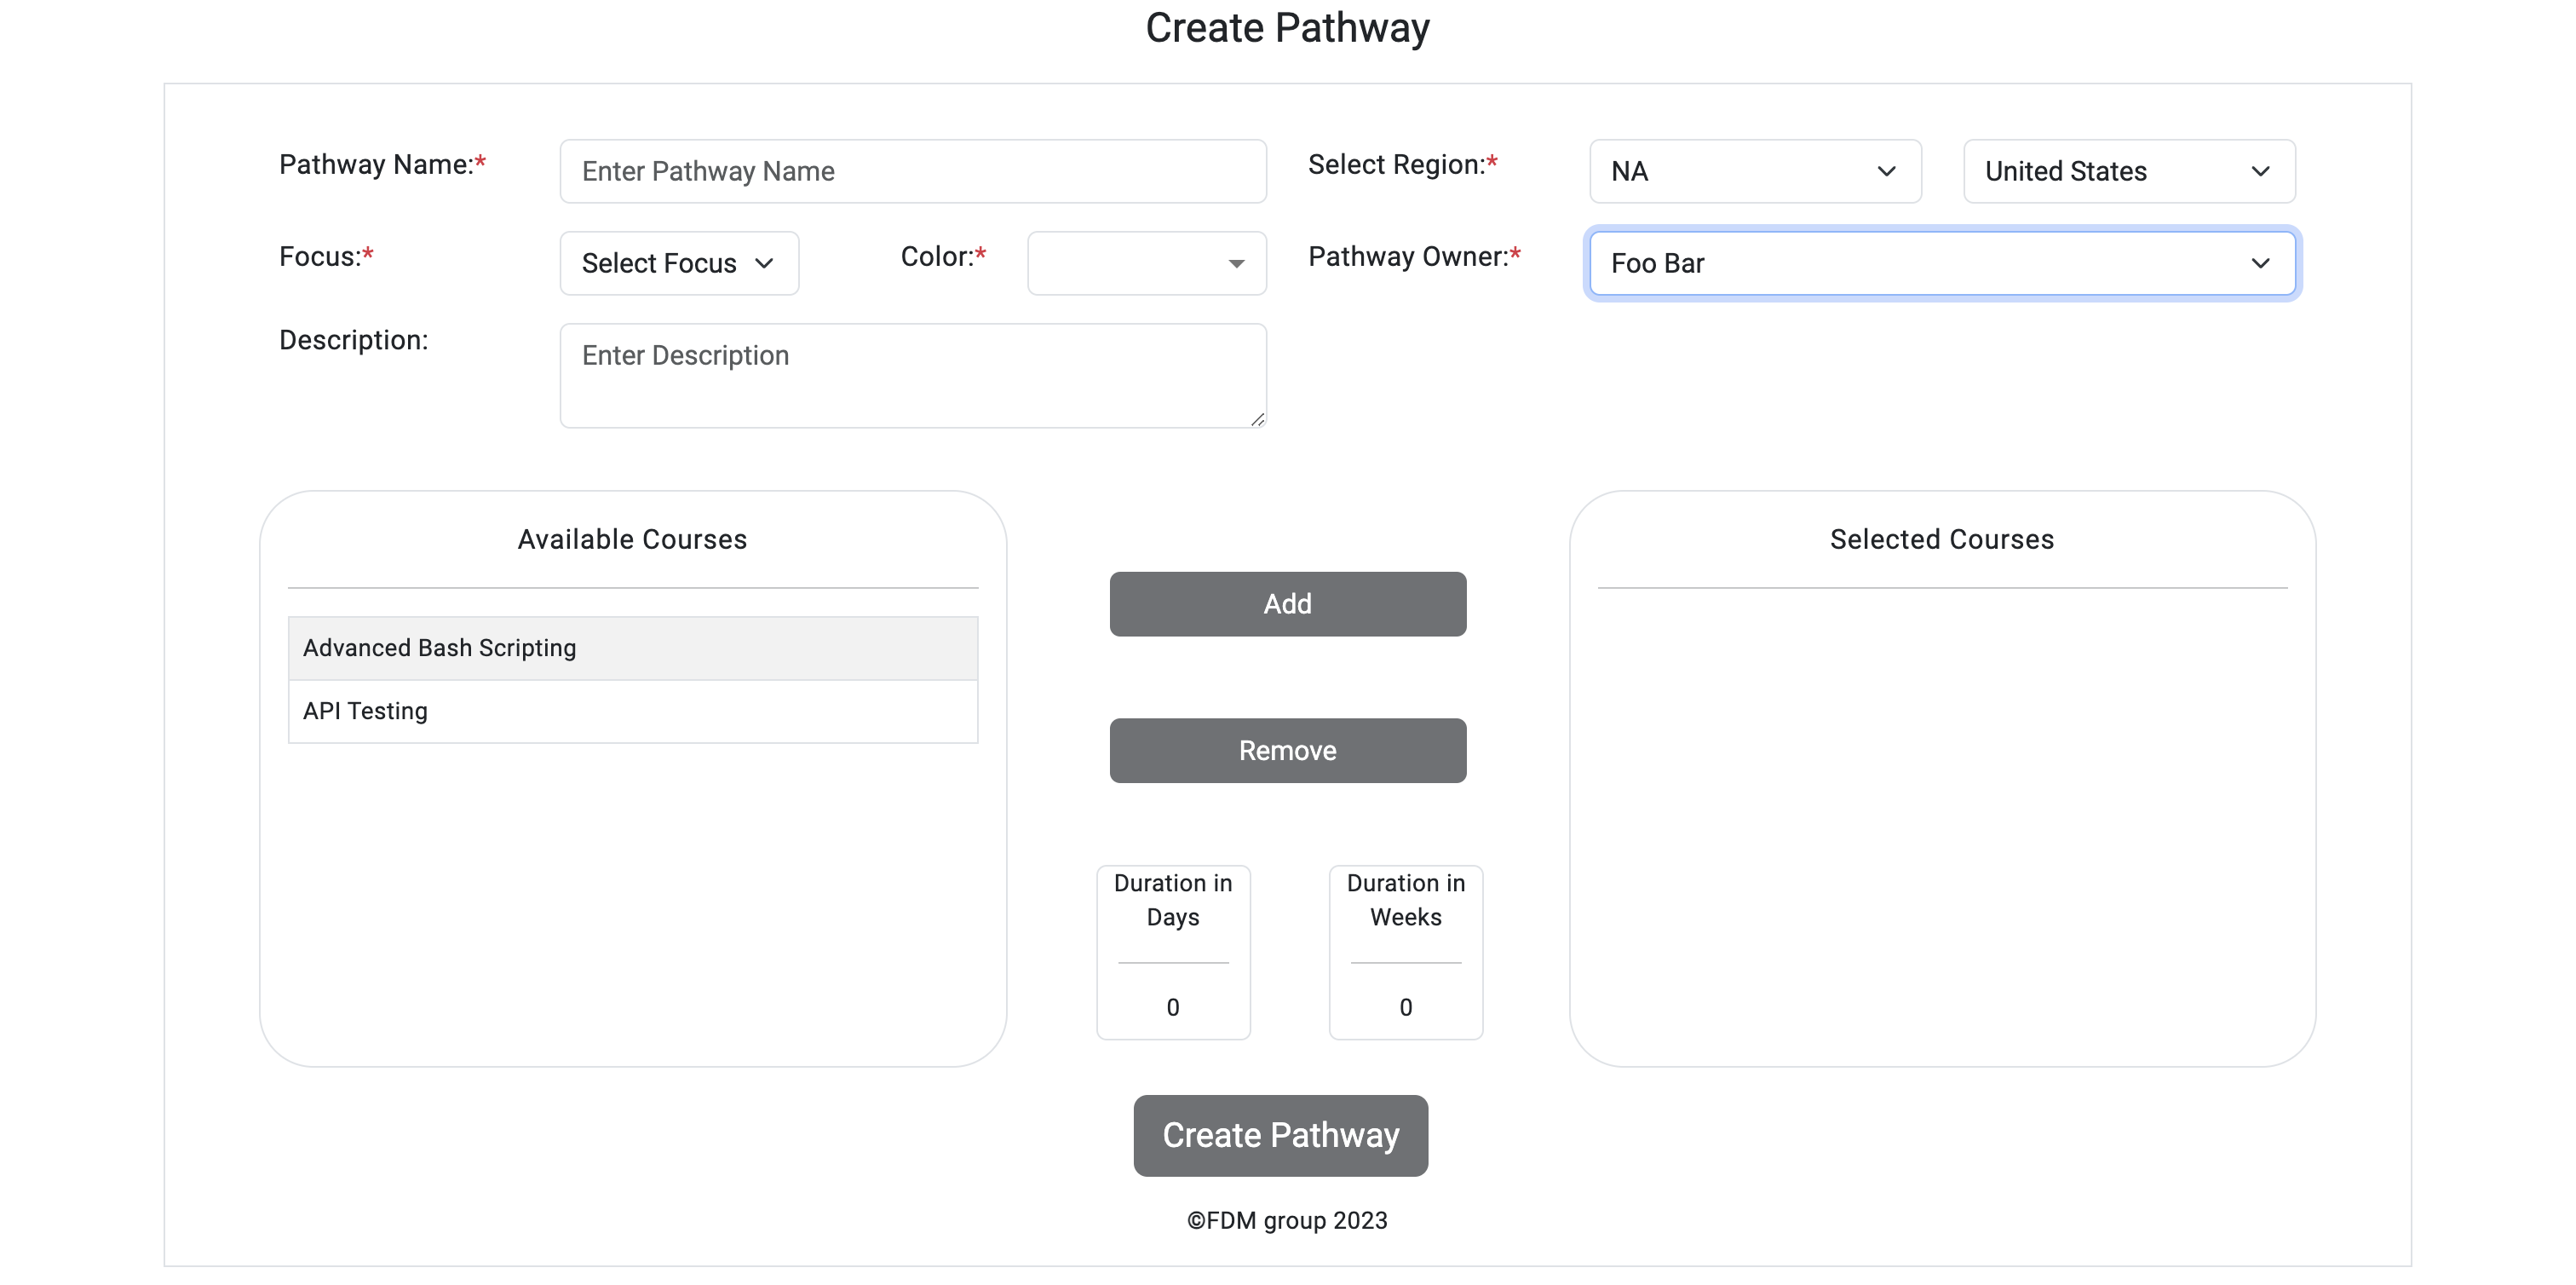 Create Pathway
Pathway Name:*
Enter Pathway Name
Select Region:*
NA
United States
Focus:*
Select Focus
Color:*
Pathway Owner:*
Foo Bar
Description:
Enter Description
Available Courses
Advanced Bash Scripting
API Testing
Add
Remove
Duration in
Days
0
Duration in
Weeks
0
Selected Courses
Create Pathway
©FDM group 2023